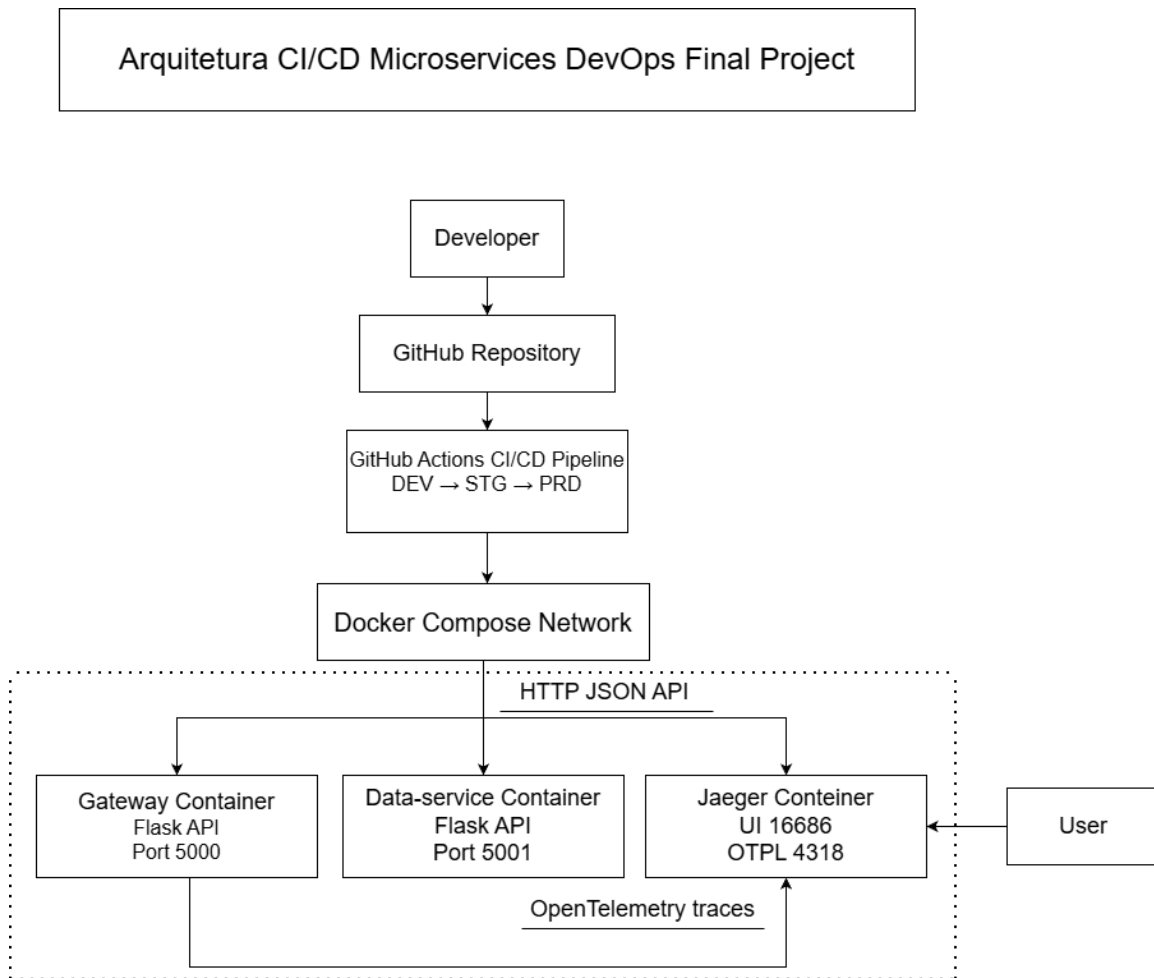 Arquitetura CI/CD Microservices DevOps Final Project
Developer
GitHub Repository
GitHub Actions CI/CD Pipeline
DEV → STG → PRD
Docker Compose Network
HTTP JSON API
Gateway Container
Flask API
Port 5000
Data-service Container
Flask API
Port 5001
Jaeger Conteiner
UI 16686
OTPL 4318
User
OpenTelemetry traces